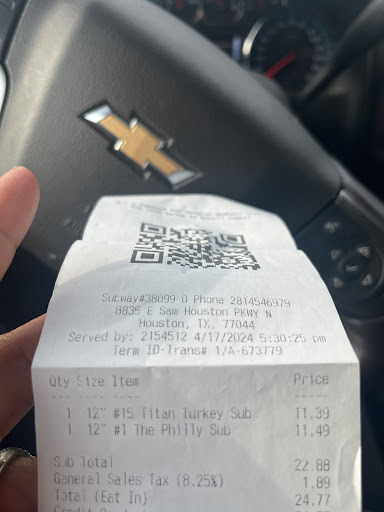 Subway#38099-0 Phone 2814546979
8835 E Sam Houston PKWY N
Houston, TX, 77044
Served by: 2154512 4/17/2024 5:30:25 pm
Term ID-Trans# 1/A-673779
Qty Size Item Price
1 12" #15 Titan Turkey Sub 11.39
1 12" #1 The Philly Sub 11.49
Sub Total 22.88
General Sales Tax (8.25%) 1.89
Total (Eat In) 24.77